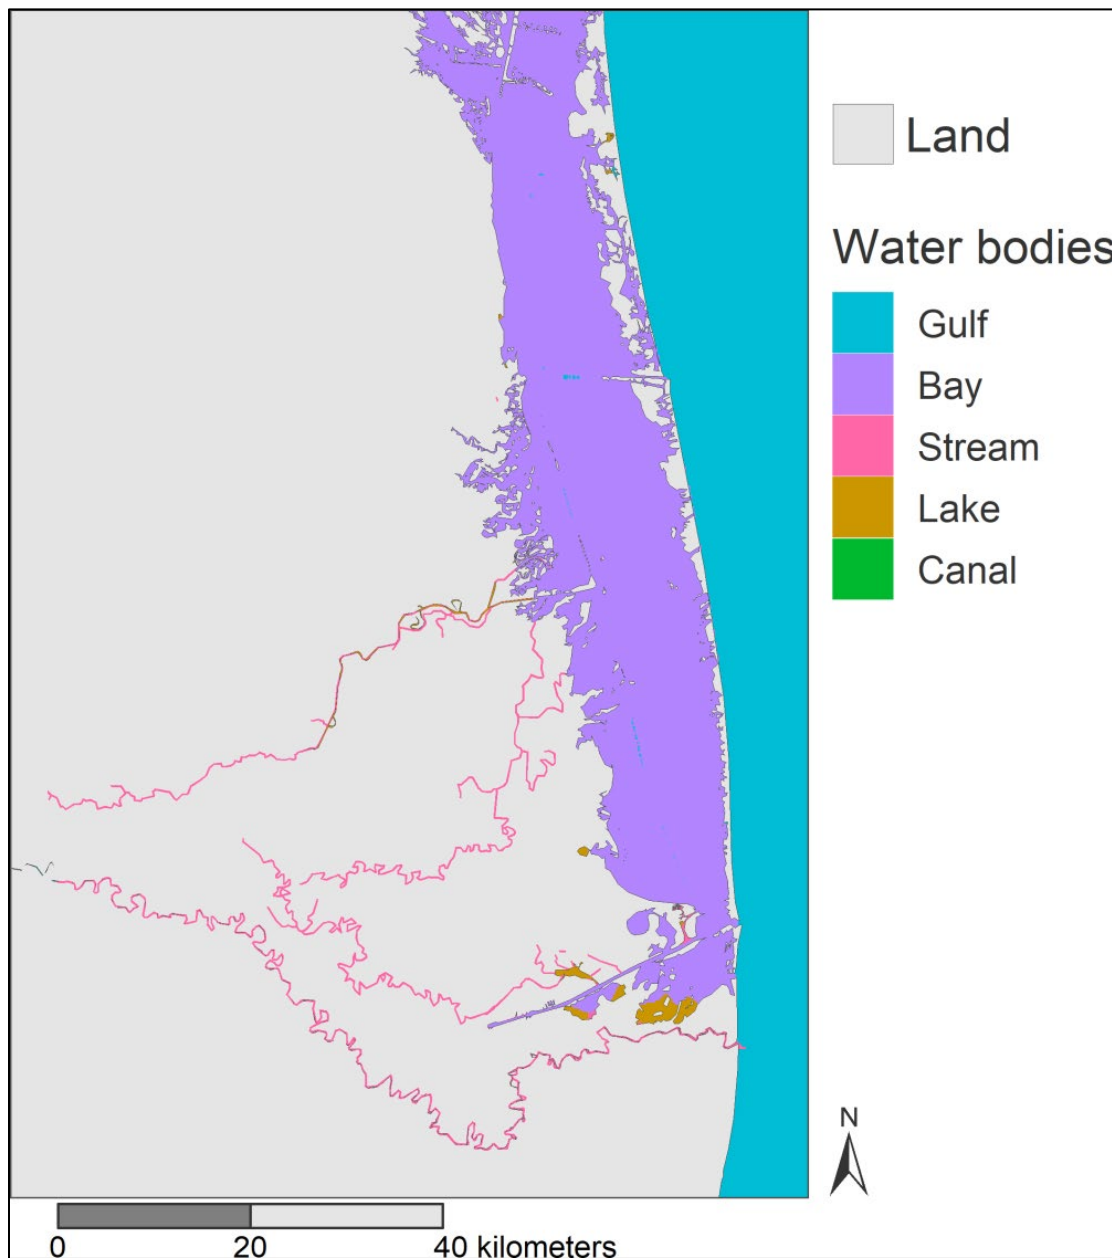 Land
Water bodies
Gulf
Bay
Stream
Lake
Canal
N
0 20 40 kilometers